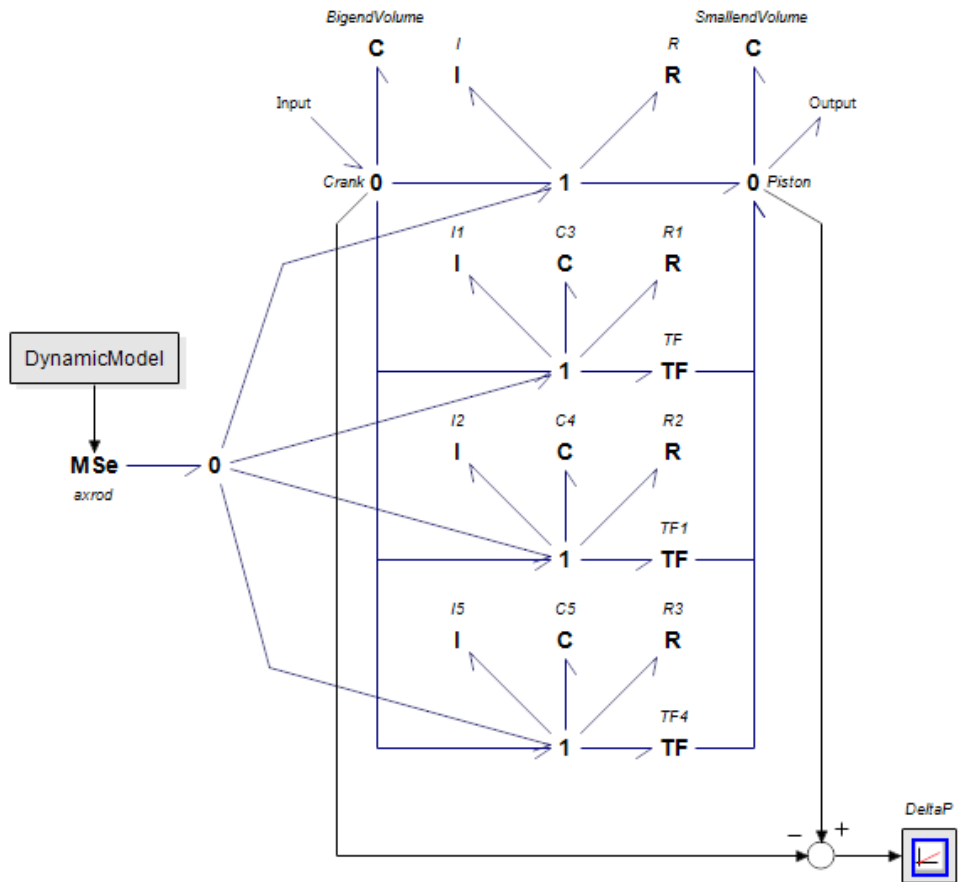 BigendVolume
SmallendVolume
C
I
R
C
I
R
Input
Output
Crank
0
1
0
Piston
I1
C3
R1
I
C
R
DynamicModel
TF
1
TF
I2
C4
R2
I
C
R
MSe
0
axrod
TF1
1
TF
I5
C5
R3
I
C
R
TF4
1
TF
DeltaP
−
+